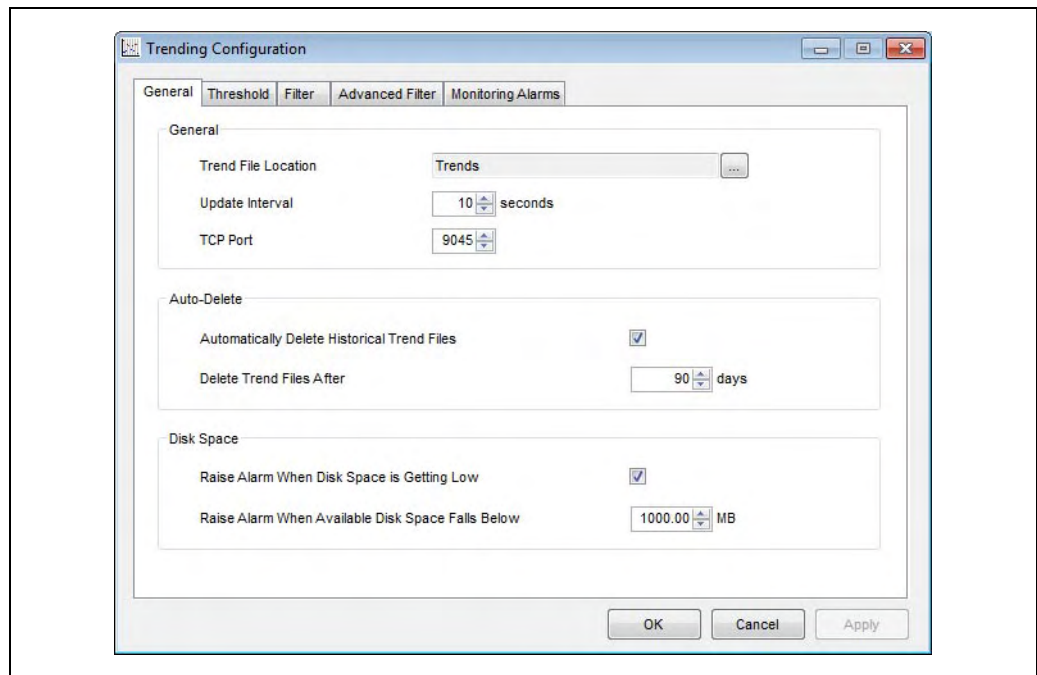 Trending Configuration
General Threshold Filter Advanced Filter Monitoring Alarms
General
Trend File Location Trends ...
Update Interval 10 seconds
TCP Port 9045
Auto-Delete
Automatically Delete Historical Trend Files
Delete Trend Files After 90 days
Disk Space
Raise Alarm When Disk Space is Getting Low
Raise Alarm When Available Disk Space Falls Below 1000.00 MB
OK Cancel Apply